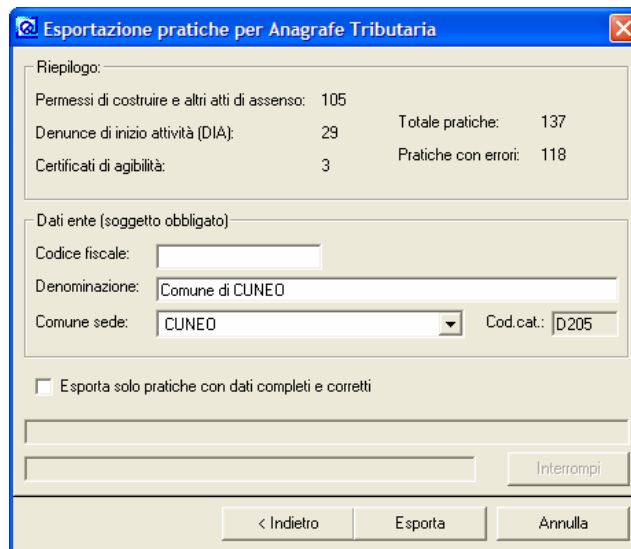 Esportazione pratiche per Anagrafe Tributaria
Riepilogo:
Permessi di costruire e altri atti di assenso: 105
Denunce di inizio attività (DIA): 29
Certificati di agibilità: 3
Totale pratiche: 137
Pratiche con errori: 118
Dati ente (soggetto obbligato)
Codice fiscale:
Denominazione: Comune di CUNEO
Comune sede: CUNEO Cod.cat.: D205
Esporta solo pratiche con dati completi e corretti
Interrompi
< Indietro Esporta Annulla